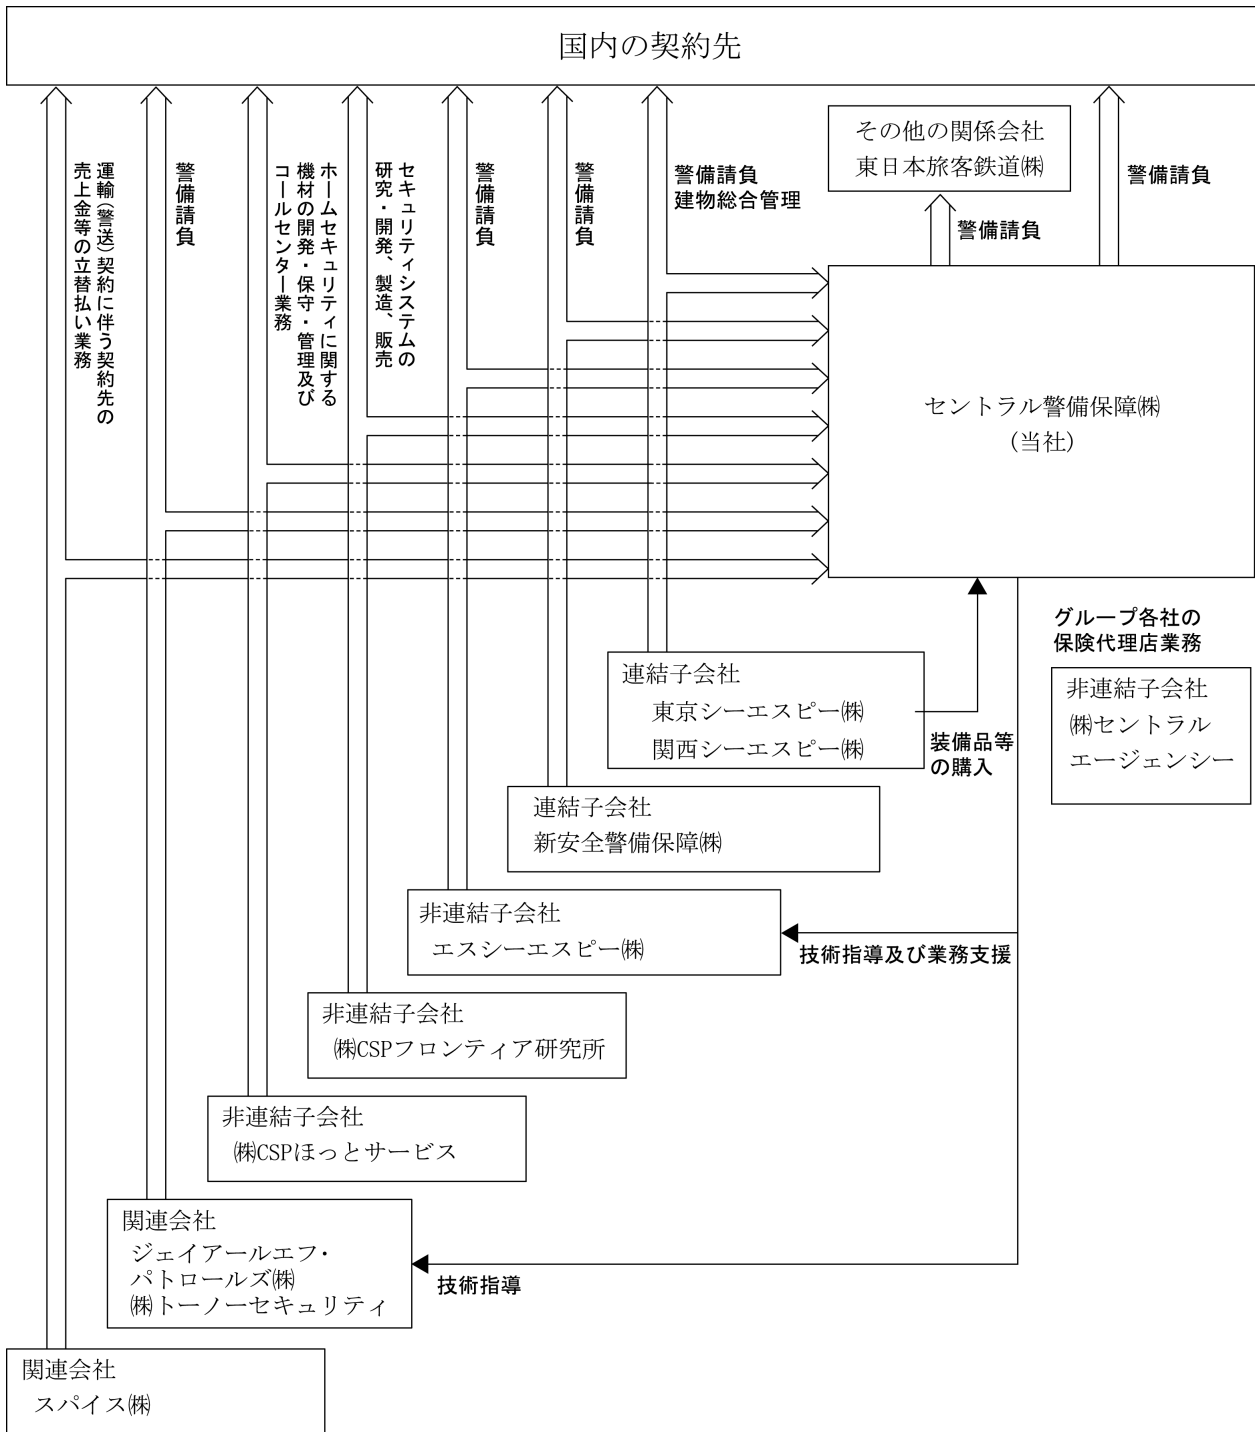 国内の契約先
その他の関係会社
東日本旅客鉄道㈱
警備請負
警備請負
運輸(警送)契約に伴う契約先の
売上金等の立替払い業務
警備請負
ホームセキュリティに関する
機材の開発・保守・管理及び
コールセンター業務
セキュリティシステムの
研究・開発、製造、販売
警備請負
警備請負
警備請負
建物総合管理
セントラル警備保障㈱
(当社)
グループ各社の
保険代理店業務
非連結子会社
㈱セントラル
エージェンシー
連結子会社
東京シーエスピー㈱
関西シーエスピー㈱
装備品等
の購入
連結子会社
新安全警備保障㈱
非連結子会社
エスシーエスピー㈱
技術指導及び業務支援
非連結子会社
㈱CSPフロンティア研究所
非連結子会社
㈱CSPほっとサービス
関連会社
ジェイアールエフ・
パトロールズ㈱
㈱トーノーセキュリティ
技術指導
関連会社
スパイス㈱